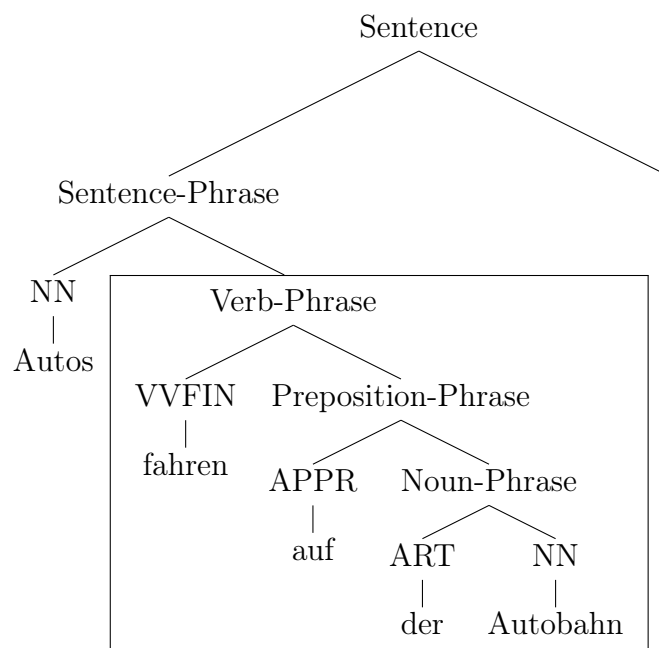 Sentence
Sentence-Phrase
NN Verb-Phrase
Autos
VVFIN Preposition-Phrase
fahren
APPR Noun-Phrase
auf
ART NN
der Autobahn